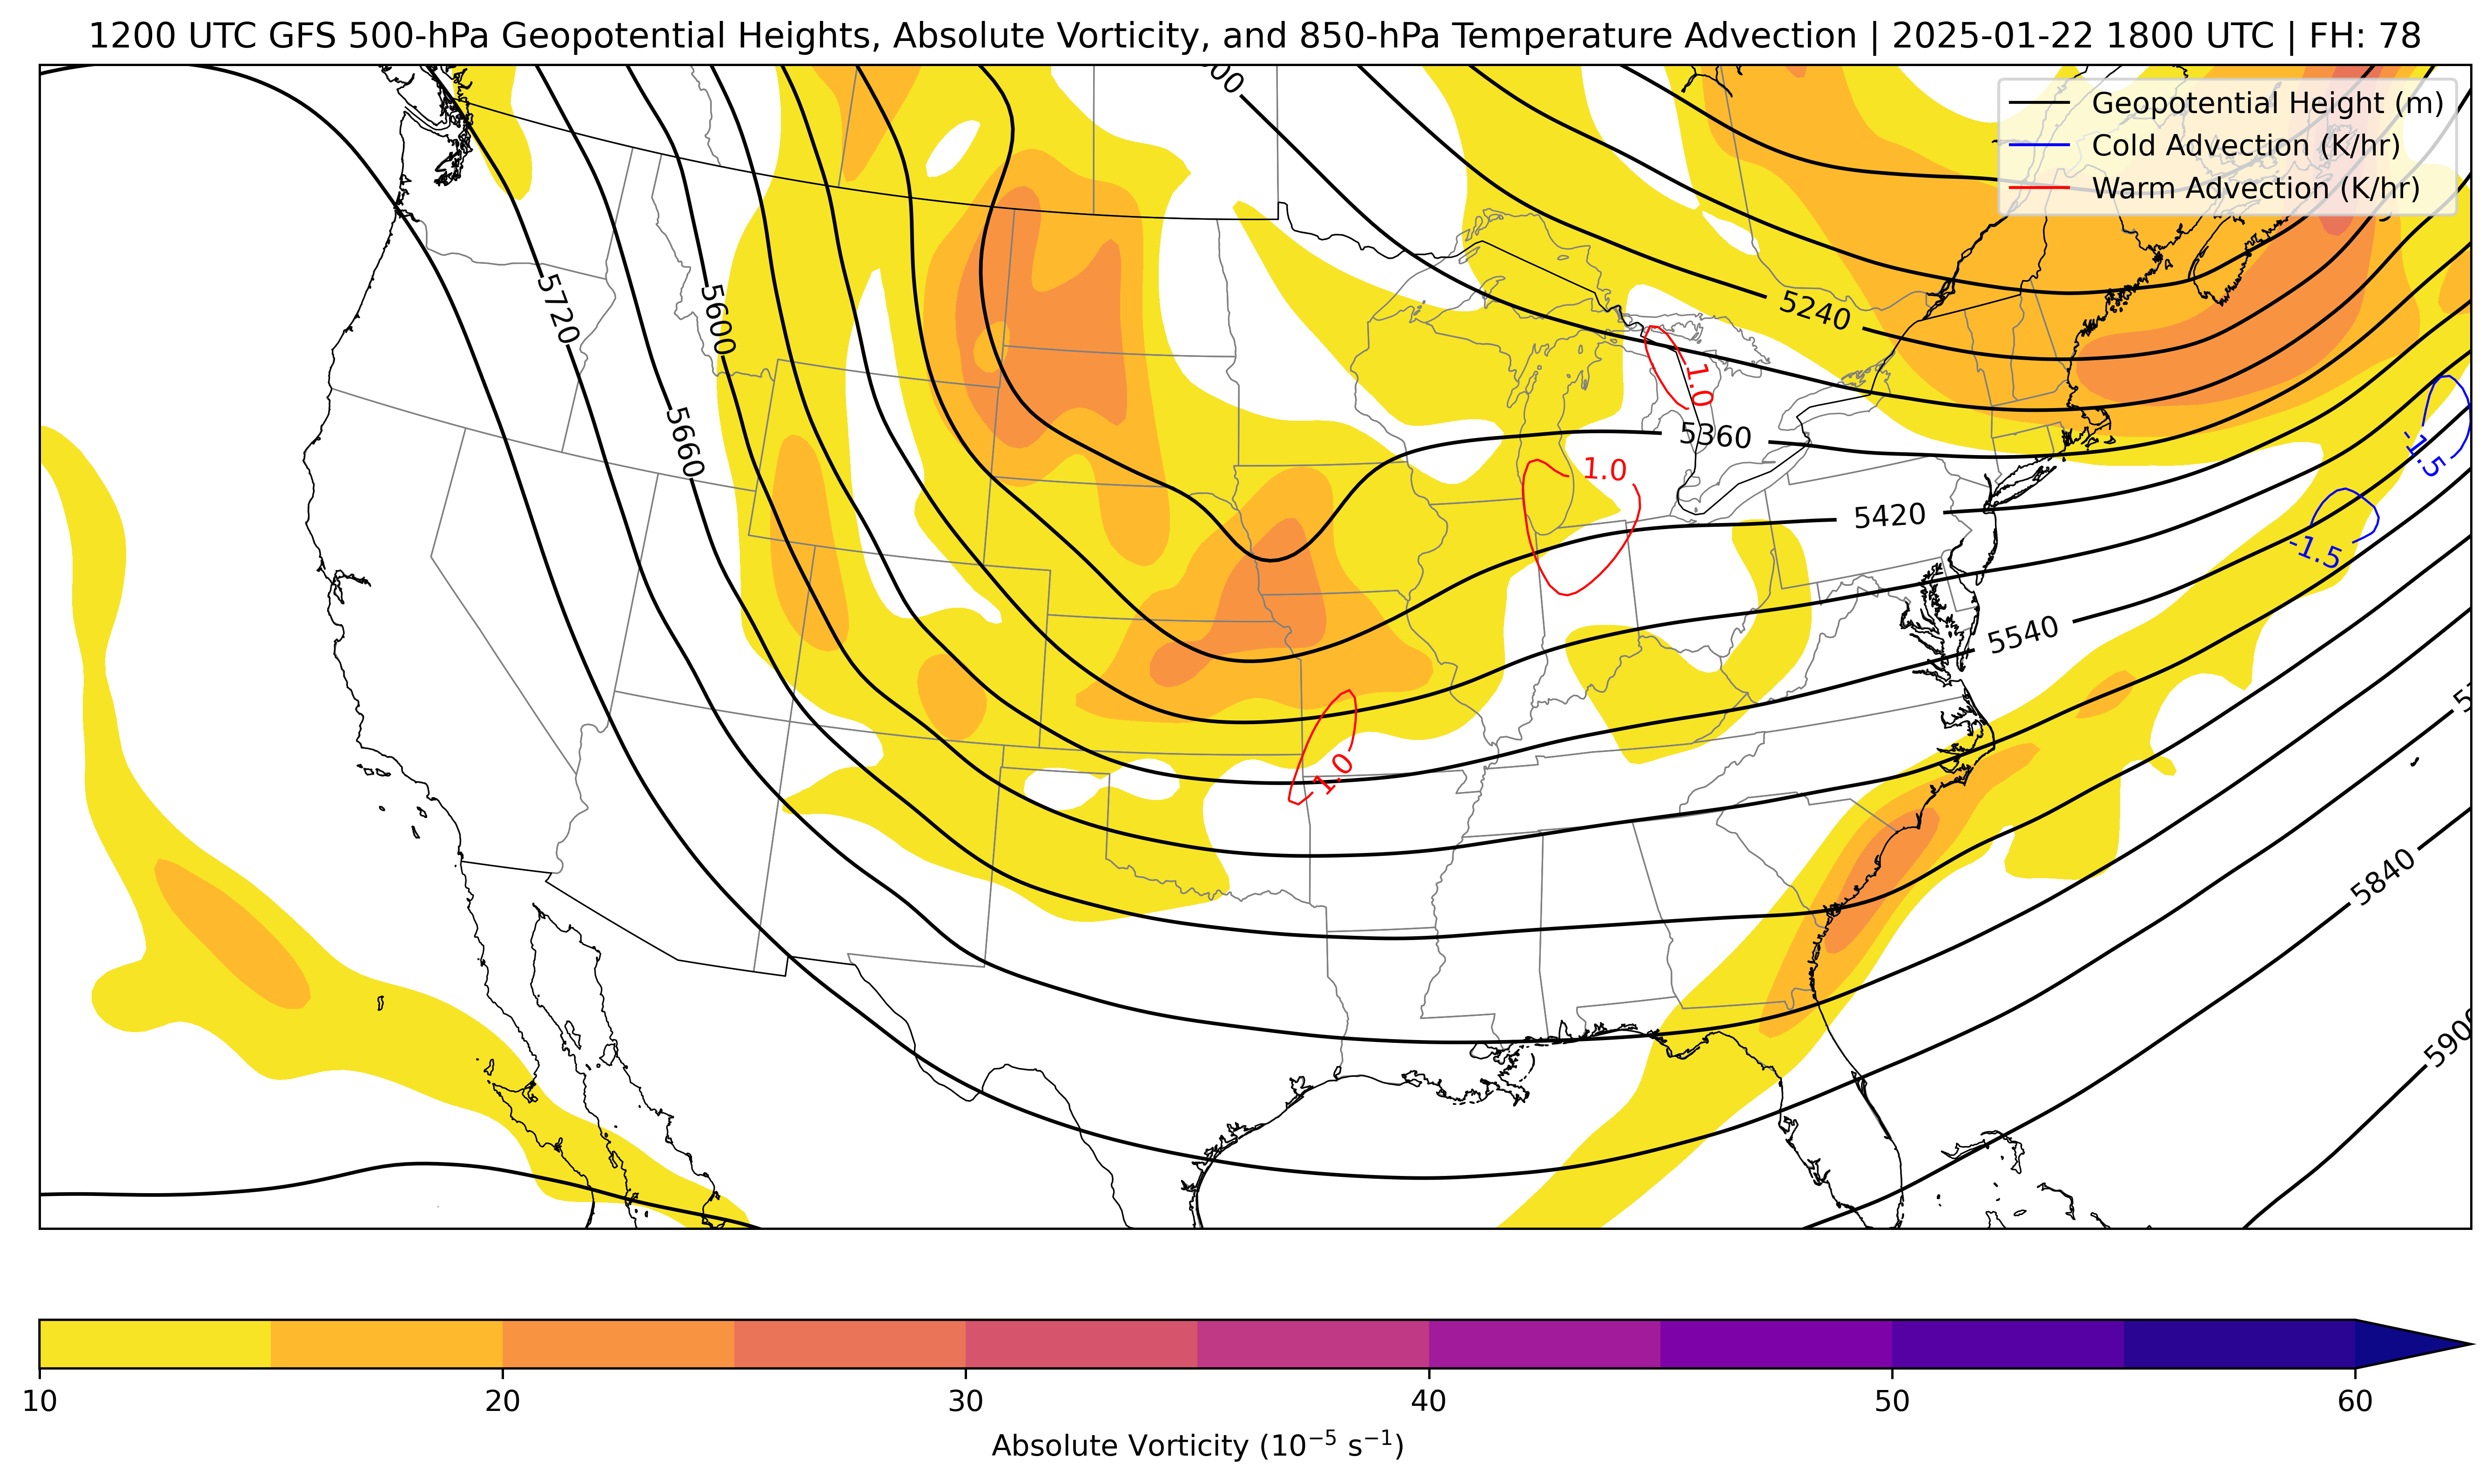 1200 UTC GFS 500-hPa Geopotential Heights, Absolute Vorticity, and 850-hPa Temperature Advection | 2025-01-22 1800 UTC | FH: 78
Geopotential Height (m)
Cold Advection (K/hr)
Warm Advection (K/hr)
5720
5600
5240
1.0
5660
5360
1.0
-1.5
5420
-1.5
5540
1.0
5840
10 20 30 40 50 60
Absolute Vorticity (10⁻⁵ s⁻¹)